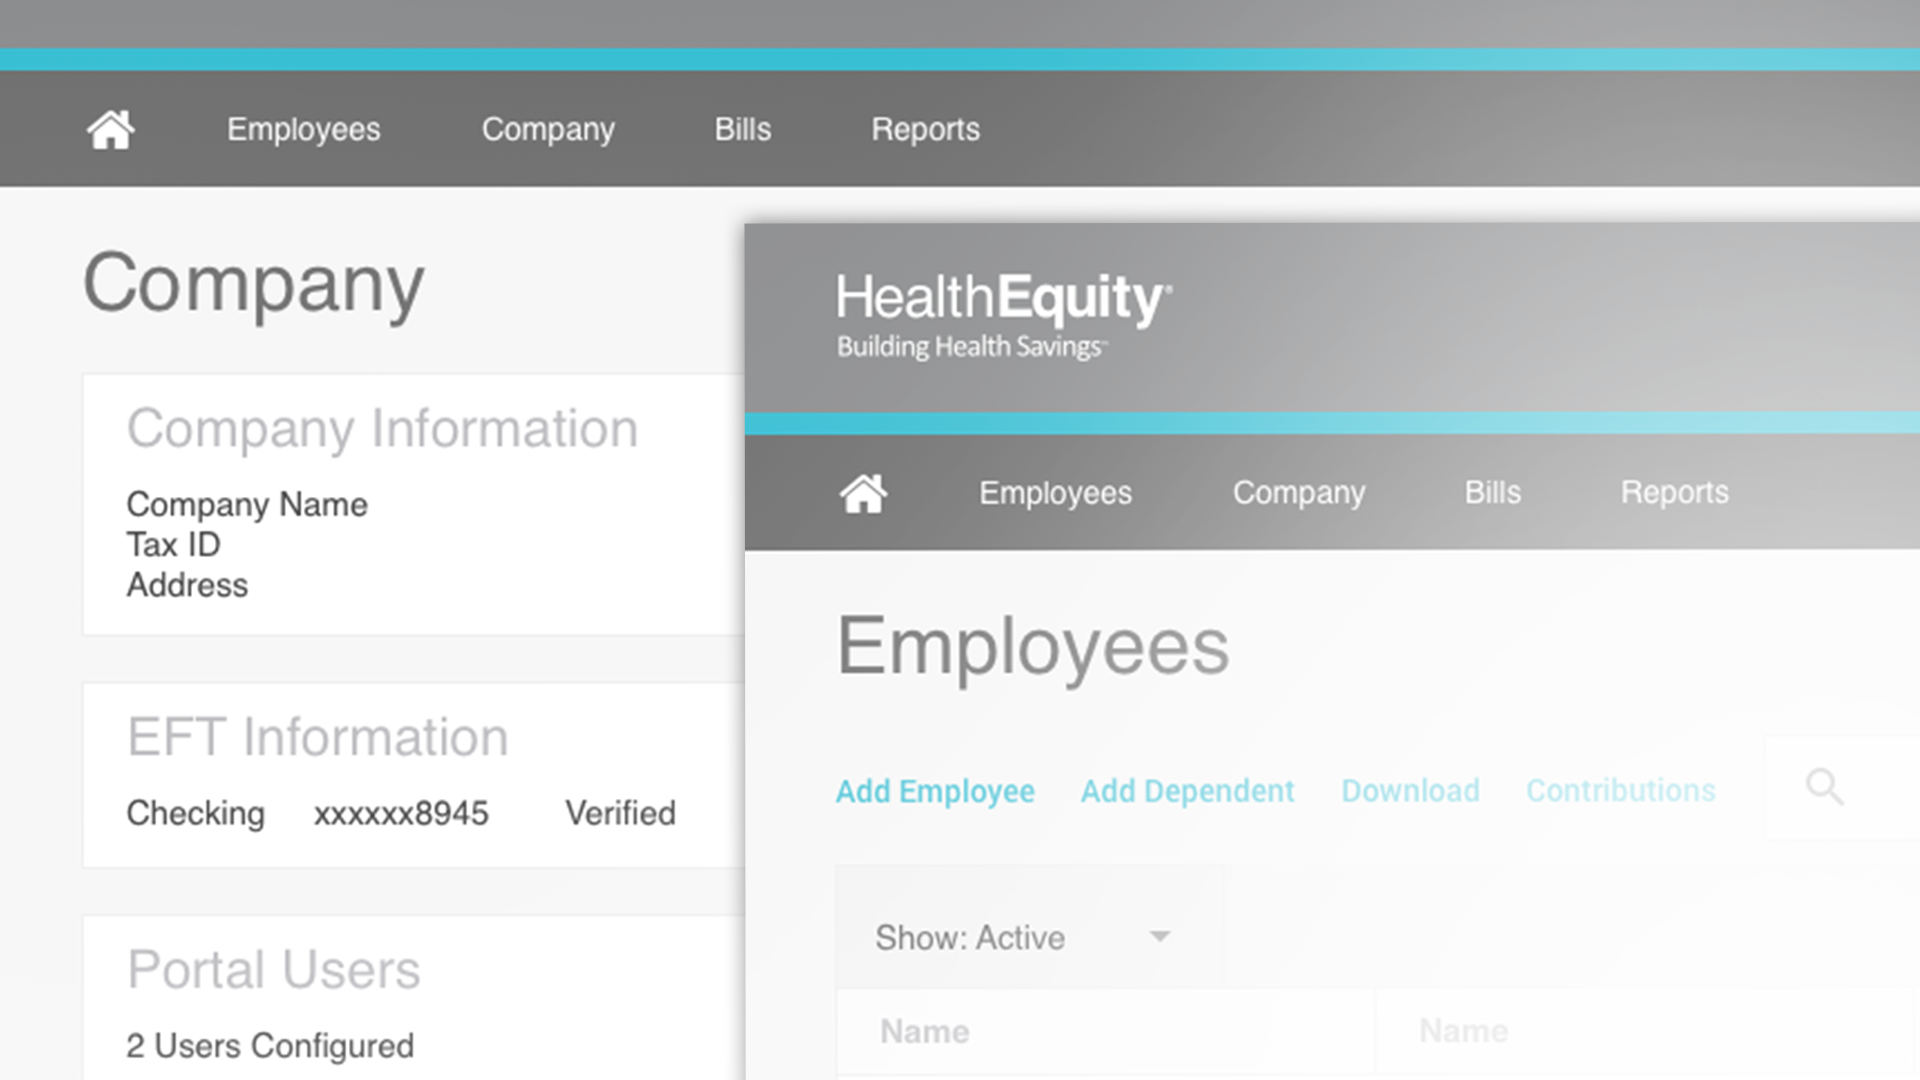 Employees Company Bills Reports
Company
Company Information
Company Name
Tax ID
Address
EFT Information
Checking xxxxxx8945 Verified
Portal Users
2 Users Configured
HealthEquity®
Building Health Savings™
Employees Company Bills Reports
Employees
Add Employee Add Dependent Download Contributions
Show: Active
Name Name